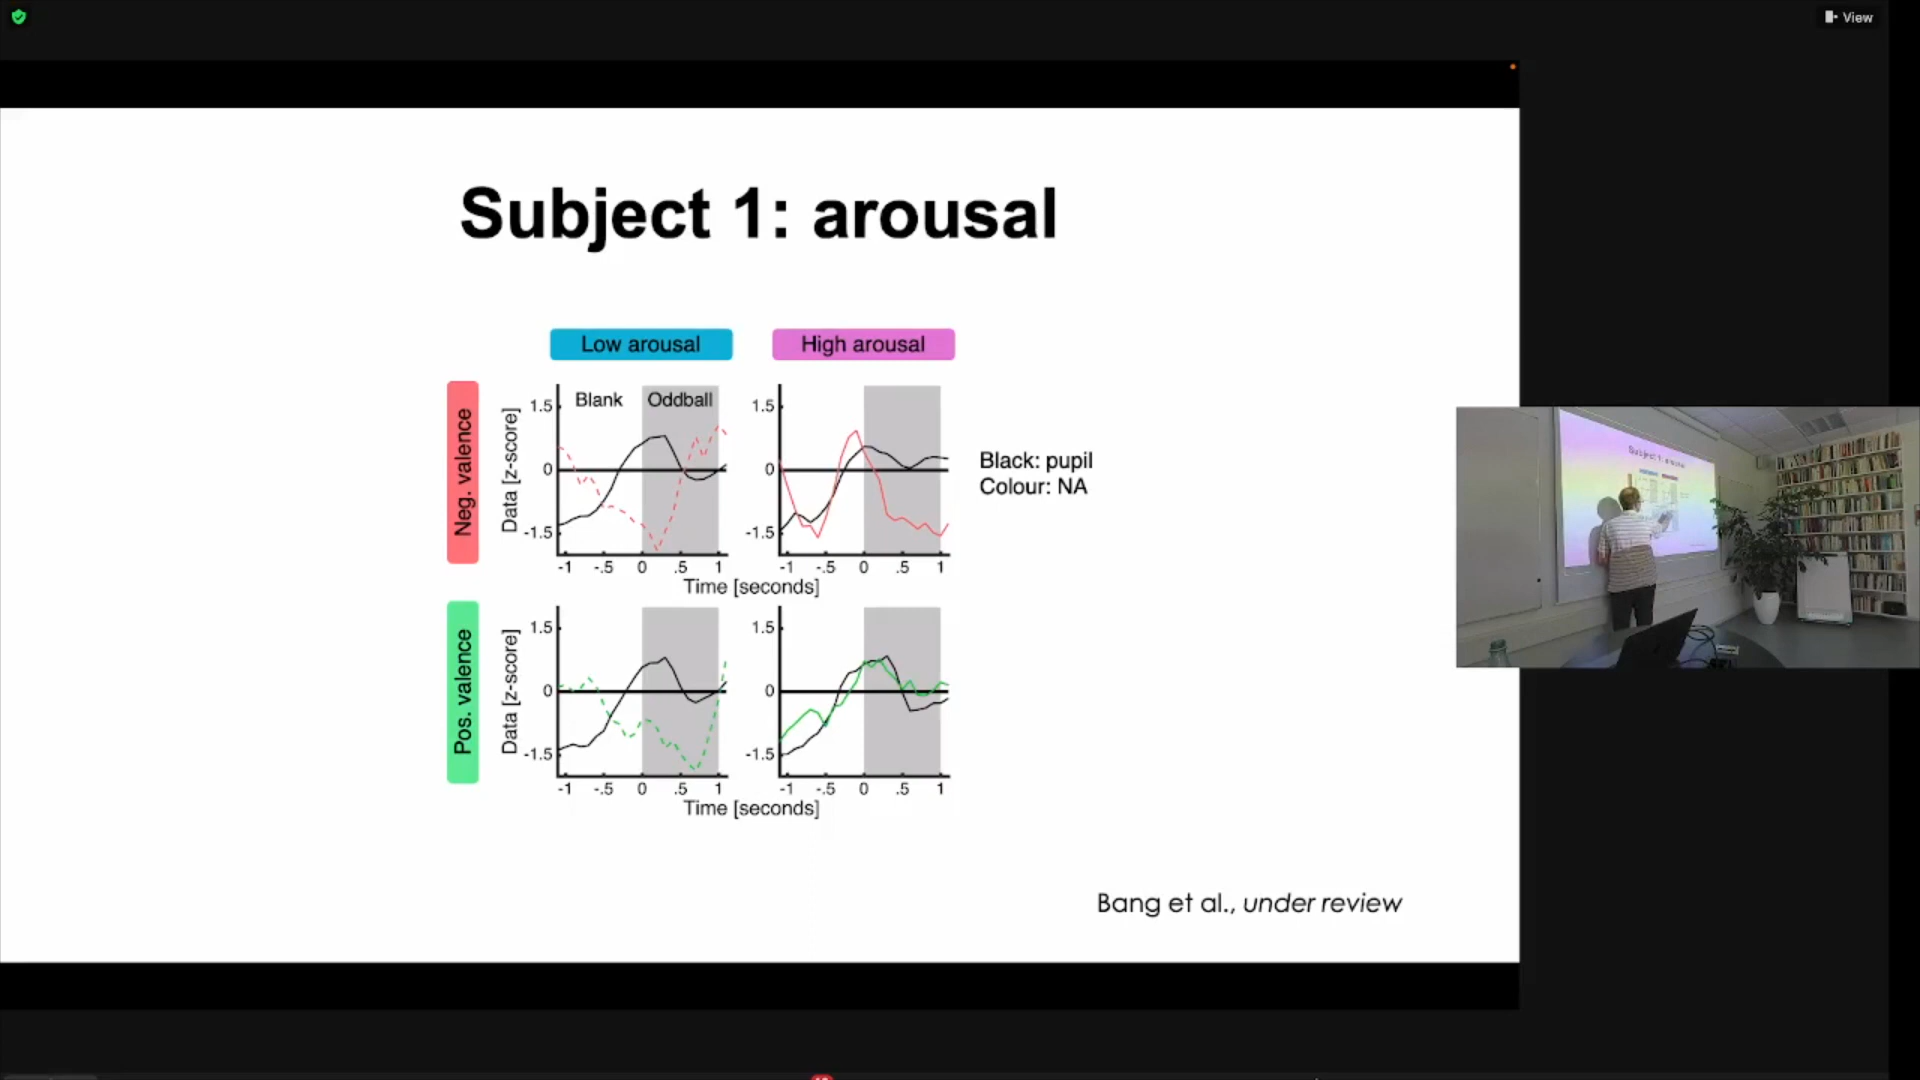 View
Subject 1: arousal
Low arousal
High arousal
Neg. valence
Data [z-score]
1.5
0
-1.5
Blank
Oddball
-1 -.5 0 .5 1
1.5
0
-1.5
-1 -.5 0 .5 1
Time [seconds]
Black: pupil
Colour: NA
Pos. valence
Data [z-score]
1.5
0
-1.5
-1 -.5 0 .5 1
1.5
0
-1.5
-1 -.5 0 .5 1
Time [seconds]
Bang et al., under review
Subject 1: arousal